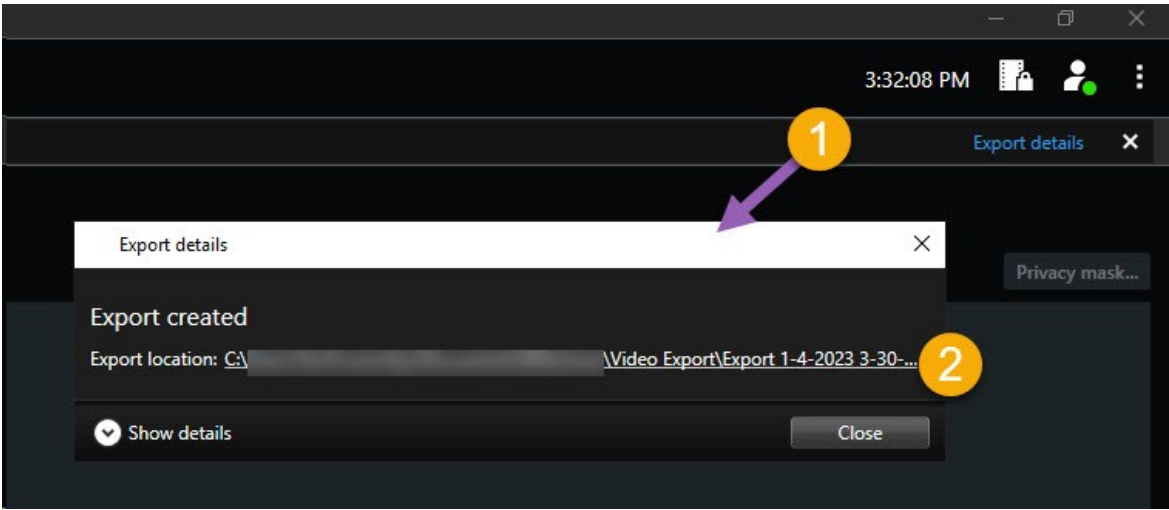 3:32:08 PM
1
Export details
Export details
Privacy mask...
Export created
Export location: C:\ \Video Export\Export 1-4-2023 3-30-...
2
Show details
Close